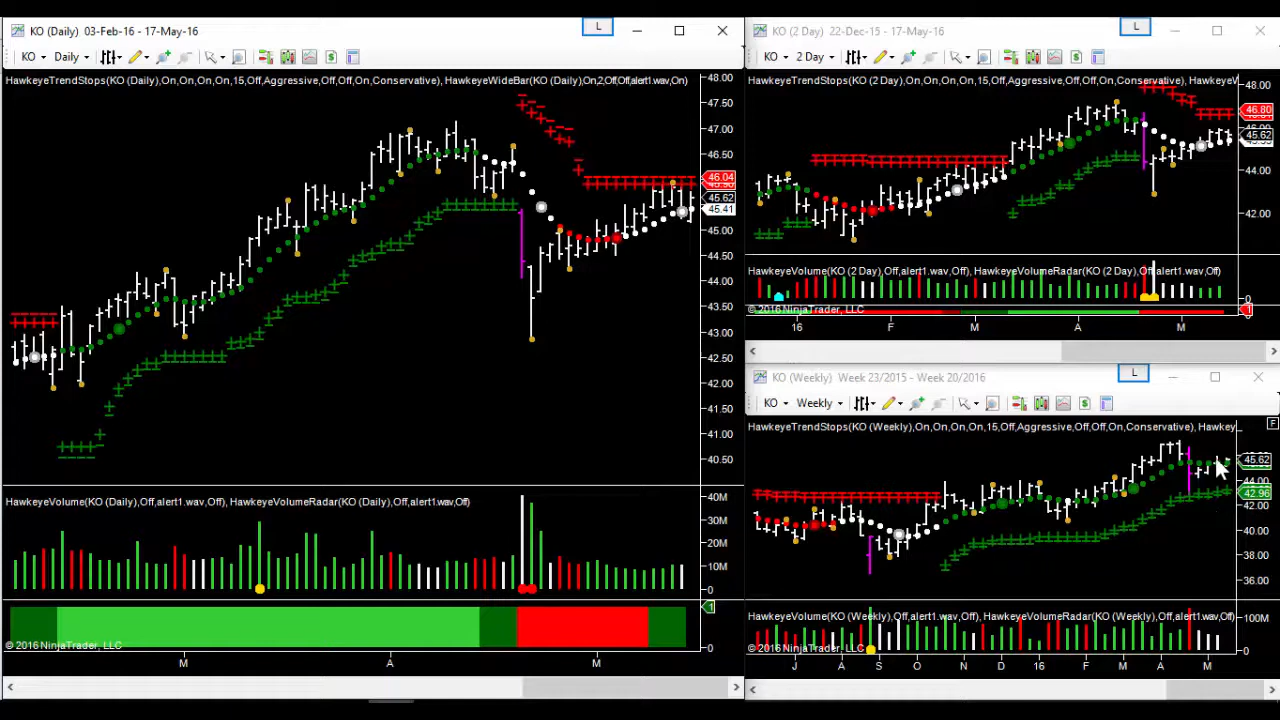 KO (Daily) 03-Feb-16 - 17-May-16
L
KO Daily
HawkeyeTrendStops(KO (Daily),On,On,On,On,15,Off,Aggressive,Off,Off,On,Conservative), HawkeyeWideBar(KO (Daily),On,2,Off,Off,alert1.wav,On)
48.00
47.50
47.00
46.50
46.04
45.62
45.41
45.00
44.50
44.00
43.50
43.00
42.50
42.00
41.50
41.00
40.50
HawkeyeVolume(KO (Daily),Off,alert1.wav,Off), HawkeyeVolumeRadar(KO (Daily),Off,alert1.wav,Off)
40M
30M
20M
10M
0
1
© 2016 NinjaTrader, LLC
0
M A M
KO (2 Day) 22-Dec-15 - 17-May-16
L
KO 2 Day
HawkeyeTrendStops(KO (2 Day),On,On,On,On,15,Off,Aggressive,Off,Off,On,Conservative),
48.00
46.80
45.62
44.00
42.00
HawkeyeVolume(KO (2 Day),Off,alert1.wav,Off), HawkeyeVolumeRadar(KO (2 Day),Off,alert1.wav,Off)
0
© 2016 NinjaTrader, LLC
1
16 F M A M
KO (Weekly) Week 23/2015 - Week 20/2016
L
KO Weekly
F
HawkeyeTrendStops(KO (Weekly),On,On,On,On,15,Off,Aggressive,Off,Off,On,Conservative), Hawkey
45.62
44.00
42.96
40.00
38.00
36.00
HawkeyeVolume(KO (Weekly),Off,alert1.wav,Off), HawkeyeVolumeRadar(KO (Weekly),Off,alert1.wav,Off)
100M
© 2016 NinjaTrader, LLC
0
J A S O N D 16 F M A M